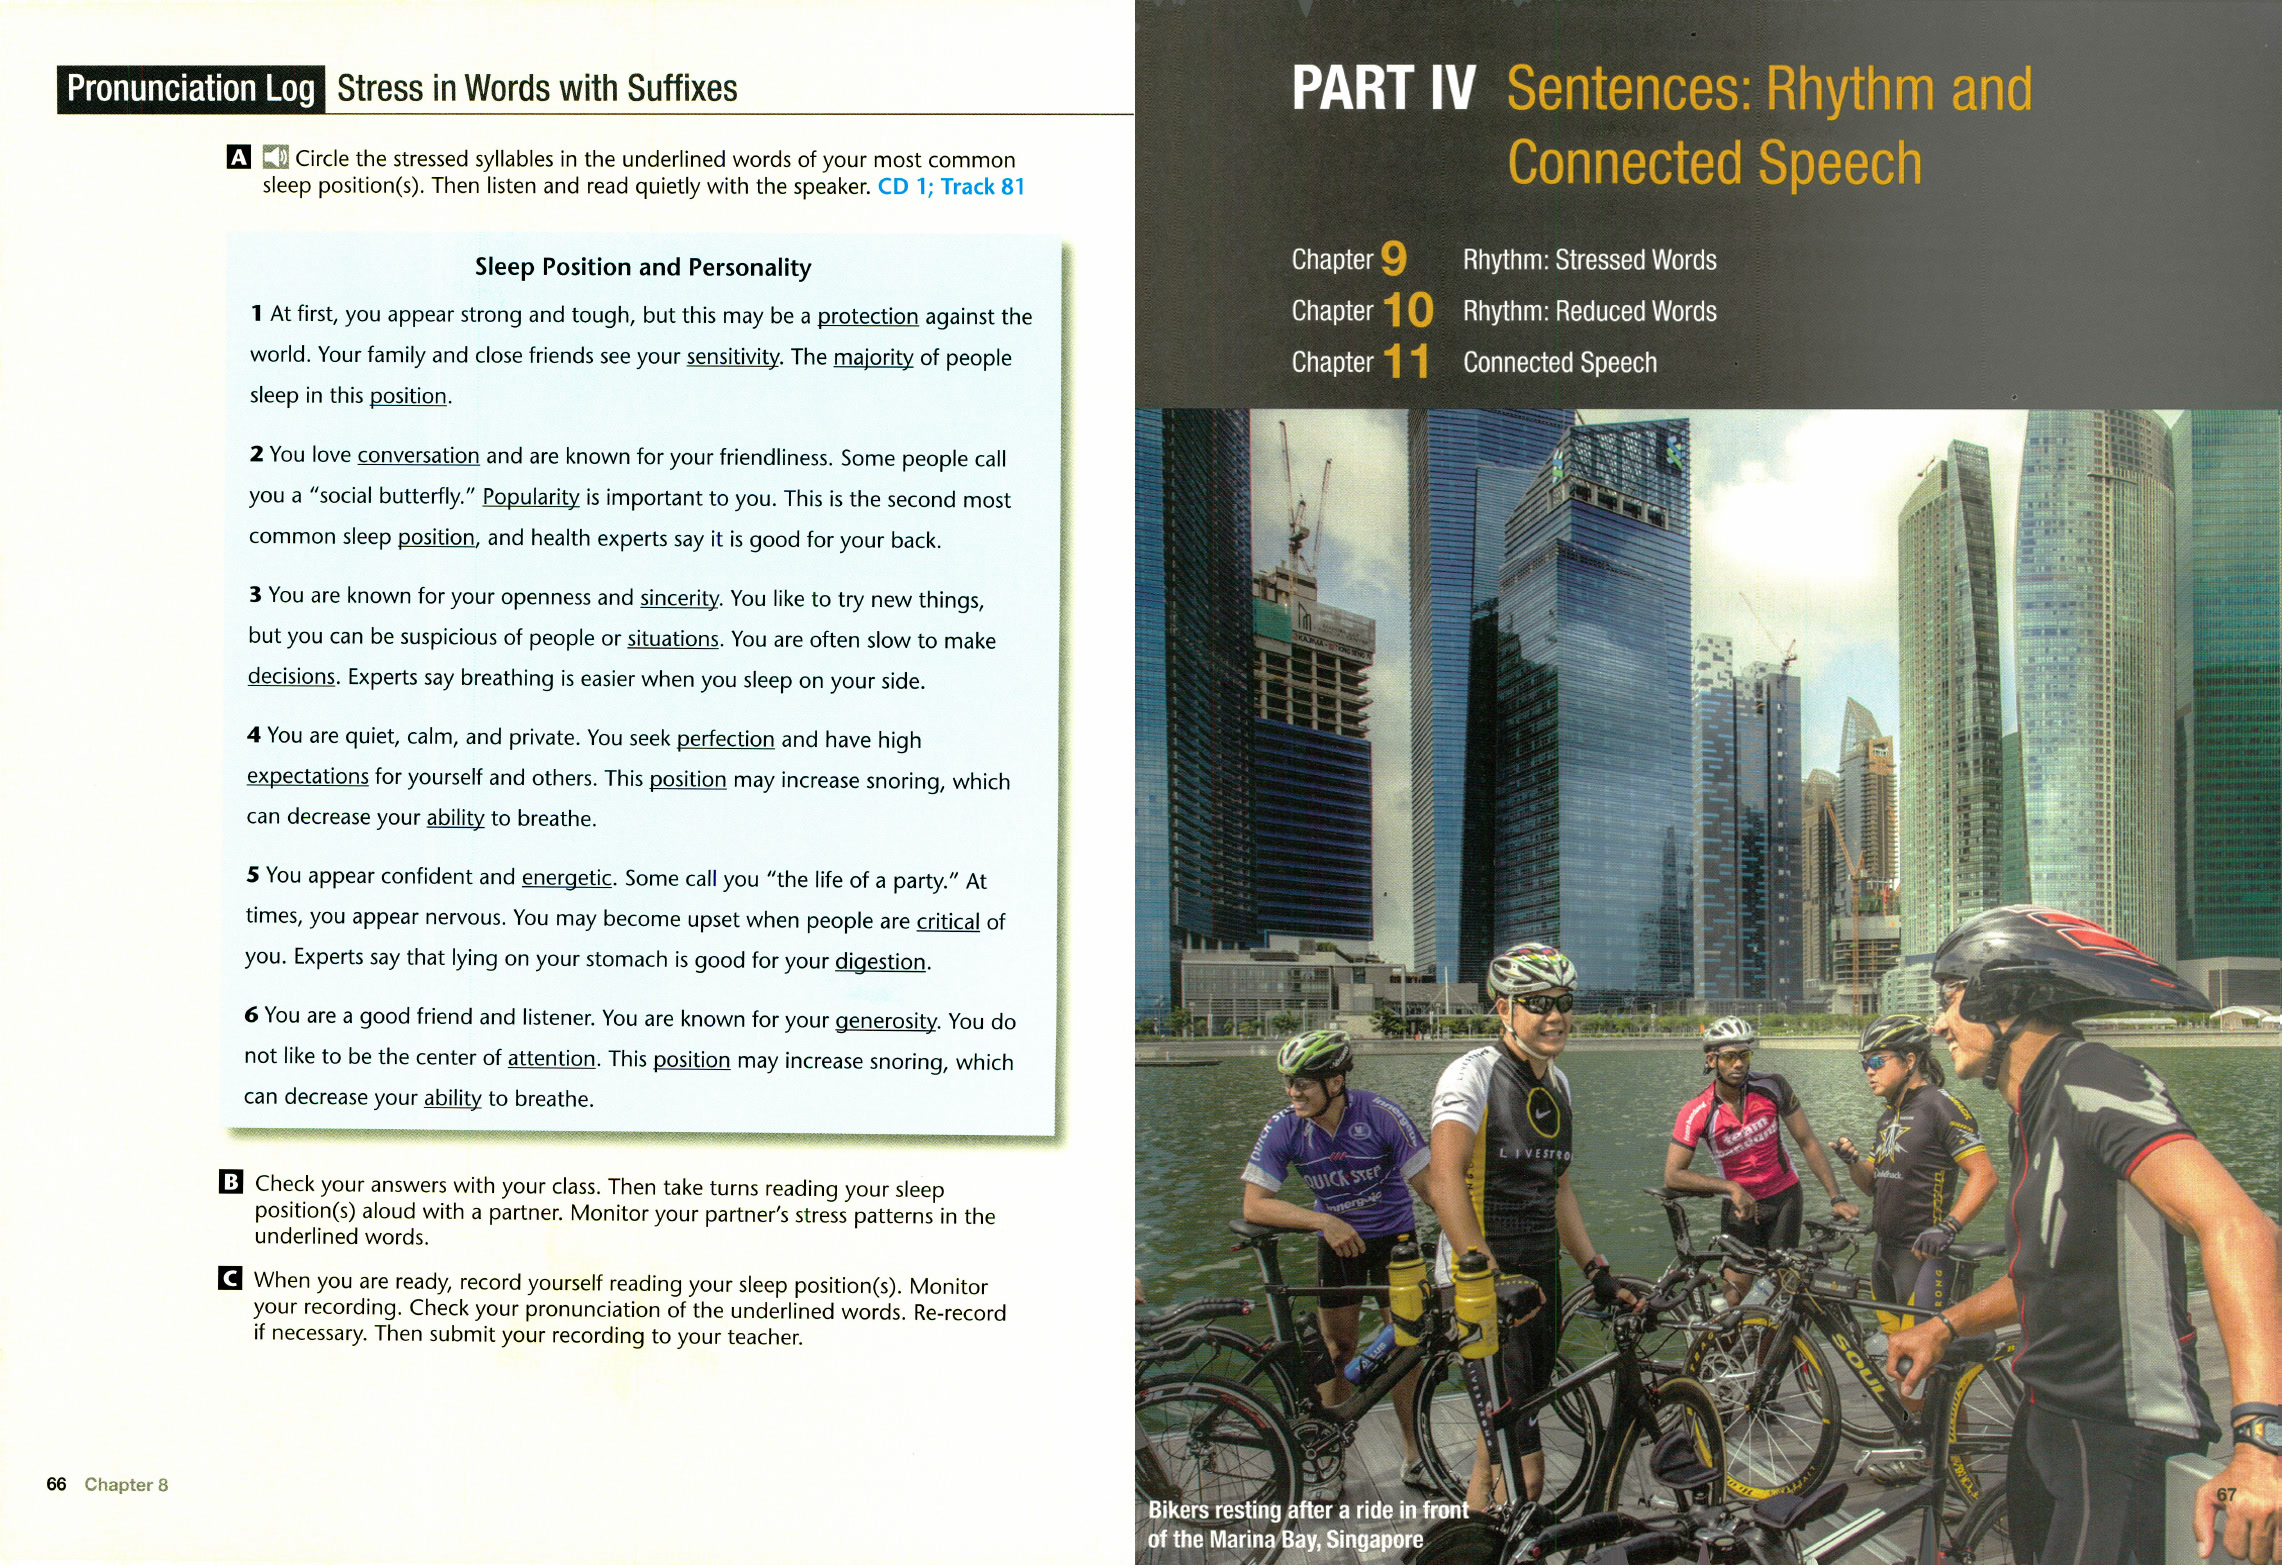 Pronunciation Log Stress in Words with Suffixes
A Circle the stressed syllables in the underlined words of your most common
sleep position(s). Then listen and read quietly with the speaker. CD 1; Track 81
Sleep Position and Personality
1 At first, you appear strong and tough, but this may be a protection against the
world. Your family and close friends see your sensitivity. The majority of people
sleep in this position.
2 You love conversation and are known for your friendliness. Some people call
you a "social butterfly." Popularity is important to you. This is the second most
common sleep position, and health experts say it is good for your back.
3 You are known for your openness and sincerity. You like to try new things,
but you can be suspicious of people or situations. You are often slow to make
decisions. Experts say breathing is easier when you sleep on your side.
4 You are quiet, calm, and private. You seek perfection and have high
expectations for yourself and others. This position may increase snoring, which
can decrease your ability to breathe.
5 You appear confident and energetic. Some call you "the life of a party." At
times, you appear nervous. You may become upset when people are critical of
you. Experts say that lying on your stomach is good for your digestion.
6 You are a good friend and listener. You are known for your generosity. You do
not like to be the center of attention. This position may increase snoring, which
can decrease your ability to breathe.
B Check your answers with your class. Then take turns reading your sleep
position(s) aloud with a partner. Monitor your partner's stress patterns in the
underlined words.
C When you are ready, record yourself reading your sleep position(s). Monitor
your recording. Check your pronunciation of the underlined words. Re-record
if necessary. Then submit your recording to your teacher.
66 Chapter 8
PART IV Sentences: Rhythm and
Connected Speech
Chapter 9 Rhythm: Stressed Words
Chapter 10 Rhythm: Reduced Words
Chapter 11 Connected Speech
QUICK STEP
innergetic
LIVESTRO
team
SOUL
Bikers resting after a ride in front
of the Marina Bay, Singapore
67